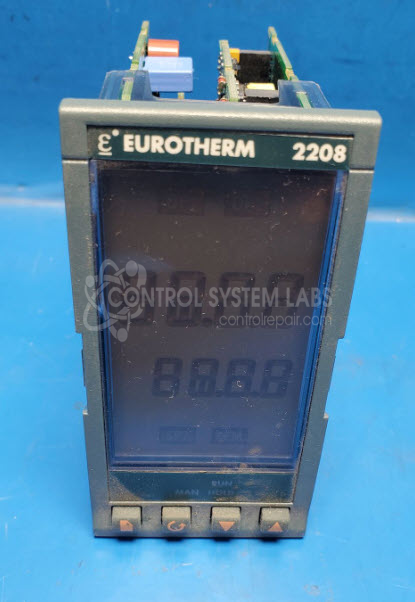 EUROTHERM 2208
CONTROL SYSTEM LABS
controlrepair.com
RUN
MAN HOLD